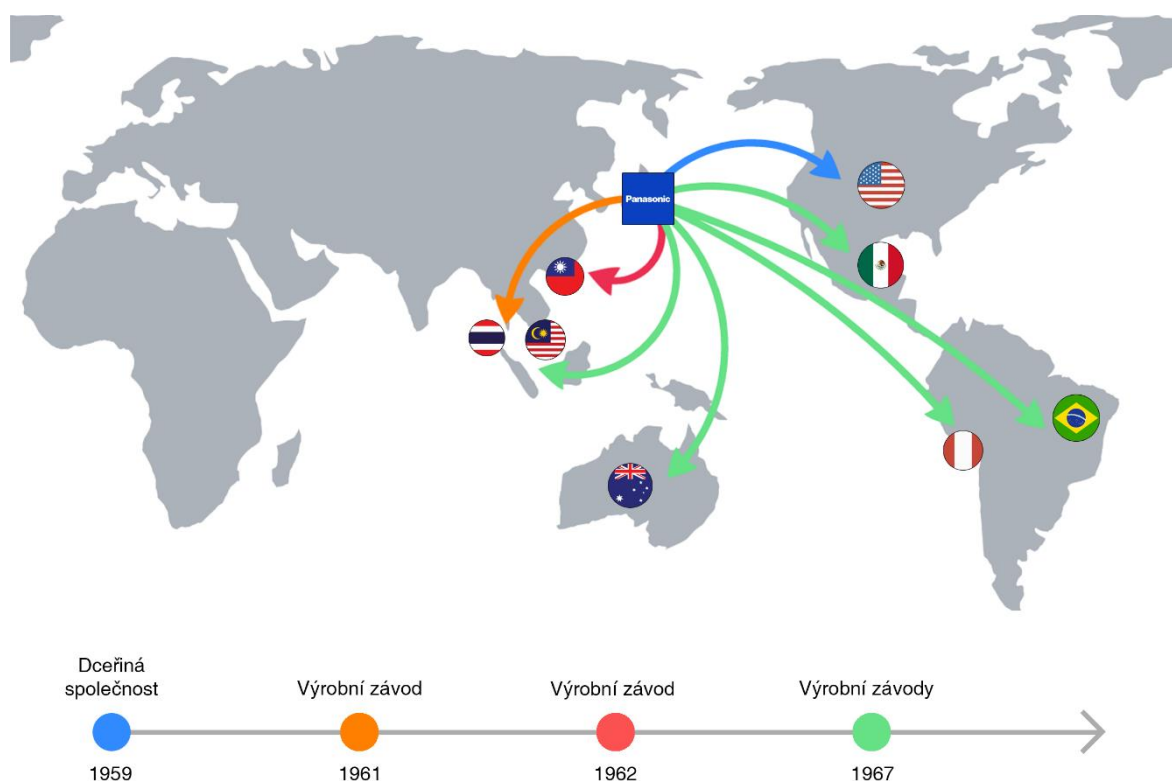 Panasonic
Dceřiná
společnost
Výrobní závod
Výrobní závod
Výrobní závody
1959
1961
1962
1967